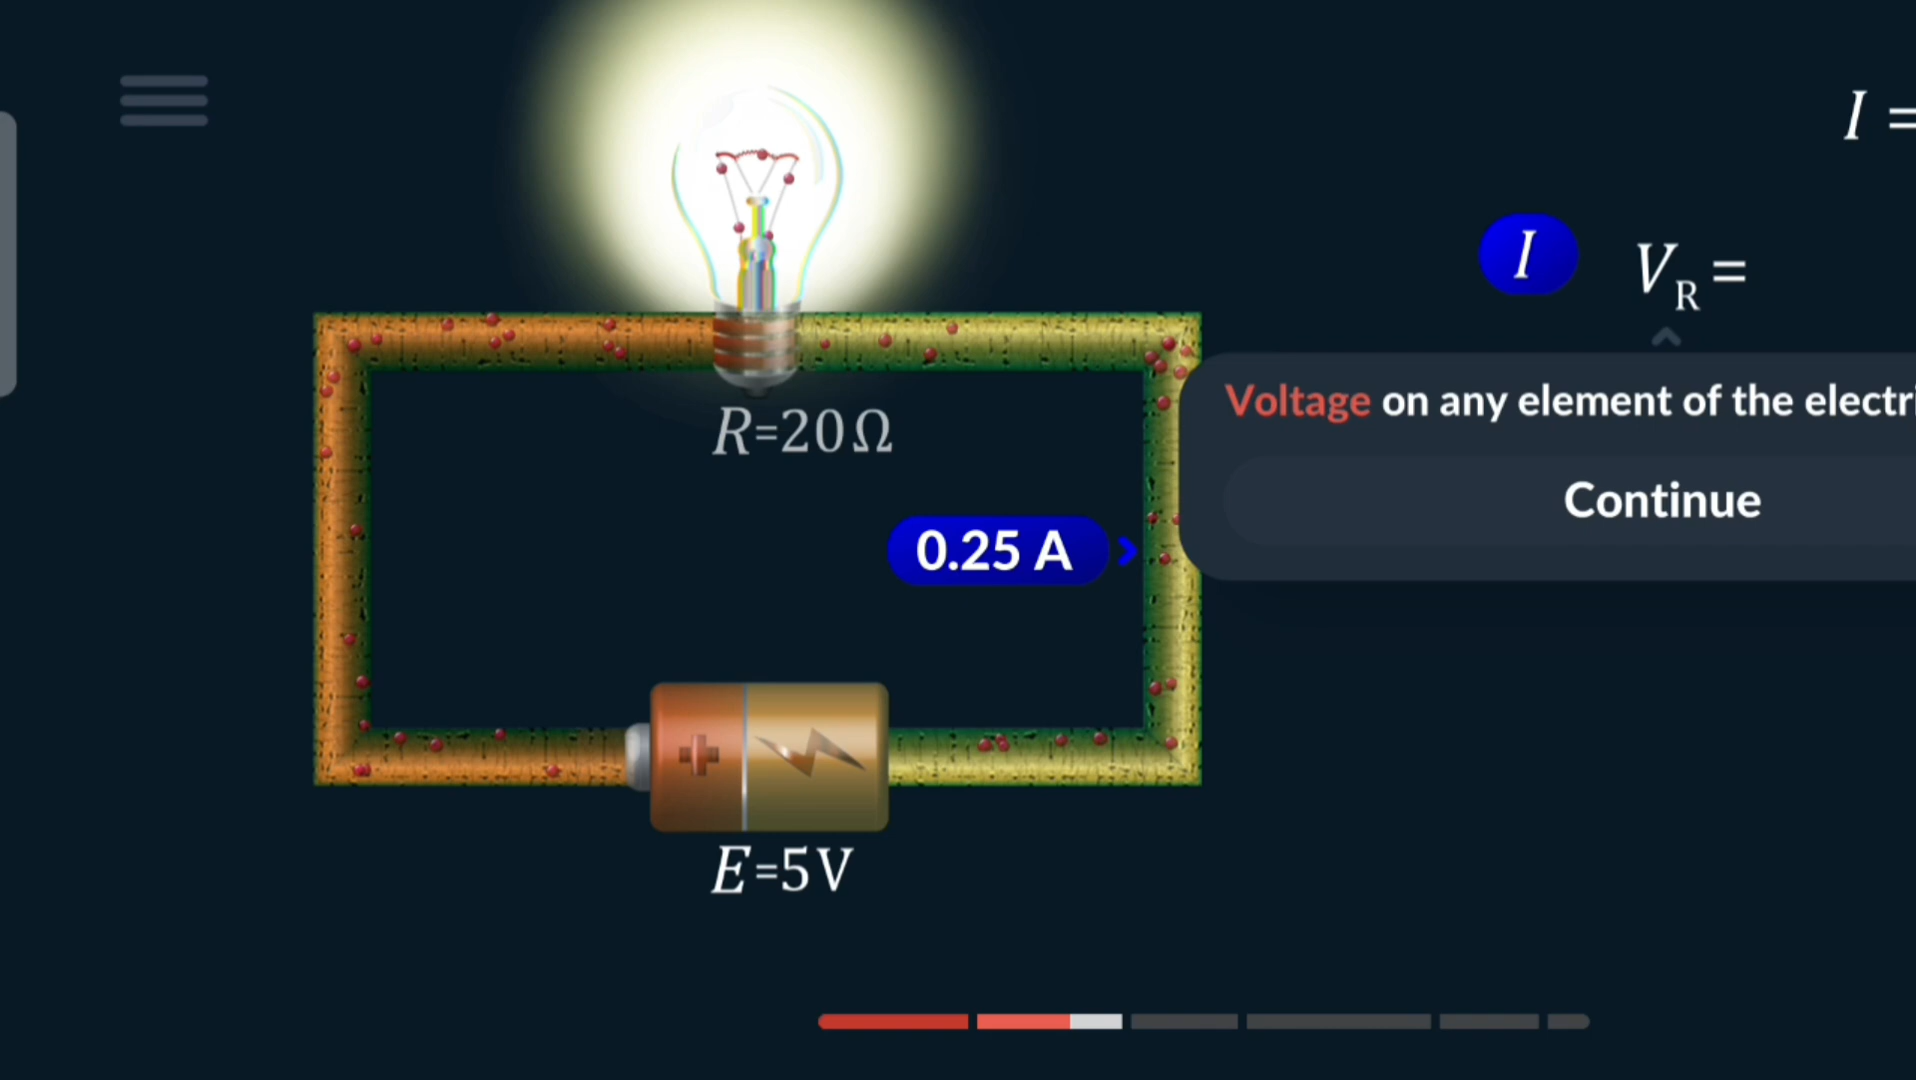 I =
I
V_R =
Voltage on any element of the electri
Continue
R=20Ω
0.25 A
E=5V